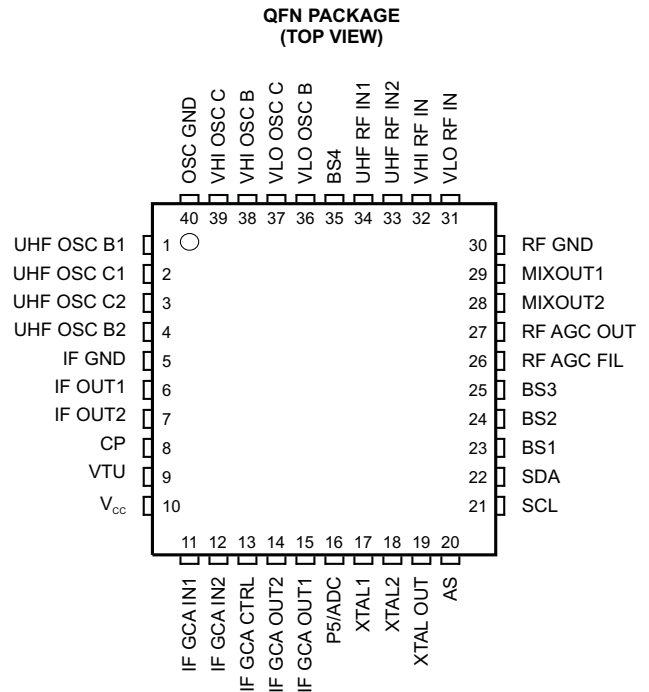 QFN PACKAGE
(TOP VIEW)
OSC GND
VHI OSC C
VHI OSC B
VLO OSC C
VLO OSC B
BS4
UHF RF IN1
UHF RF IN2
VHI RF IN
VLO RF IN
40 39 38 37 36 35 34 33 32 31
UHF OSC B1 1
UHF OSC C1 2
UHF OSC C2 3
UHF OSC B2 4
IF GND 5
IF OUT1 6
IF OUT2 7
CP 8
VTU 9
VCC 10
30 RF GND
29 MIXOUT1
28 MIXOUT2
27 RF AGC OUT
26 RF AGC FIL
25 BS3
24 BS2
23 BS1
22 SDA
21 SCL
11 12 13 14 15 16 17 18 19 20
IF GCA IN1
IF GCA IN2
IF GCA CTRL
IF GCA OUT2
IF GCA OUT1
P5/ADC
XTAL1
XTAL2
XTAL OUT
AS